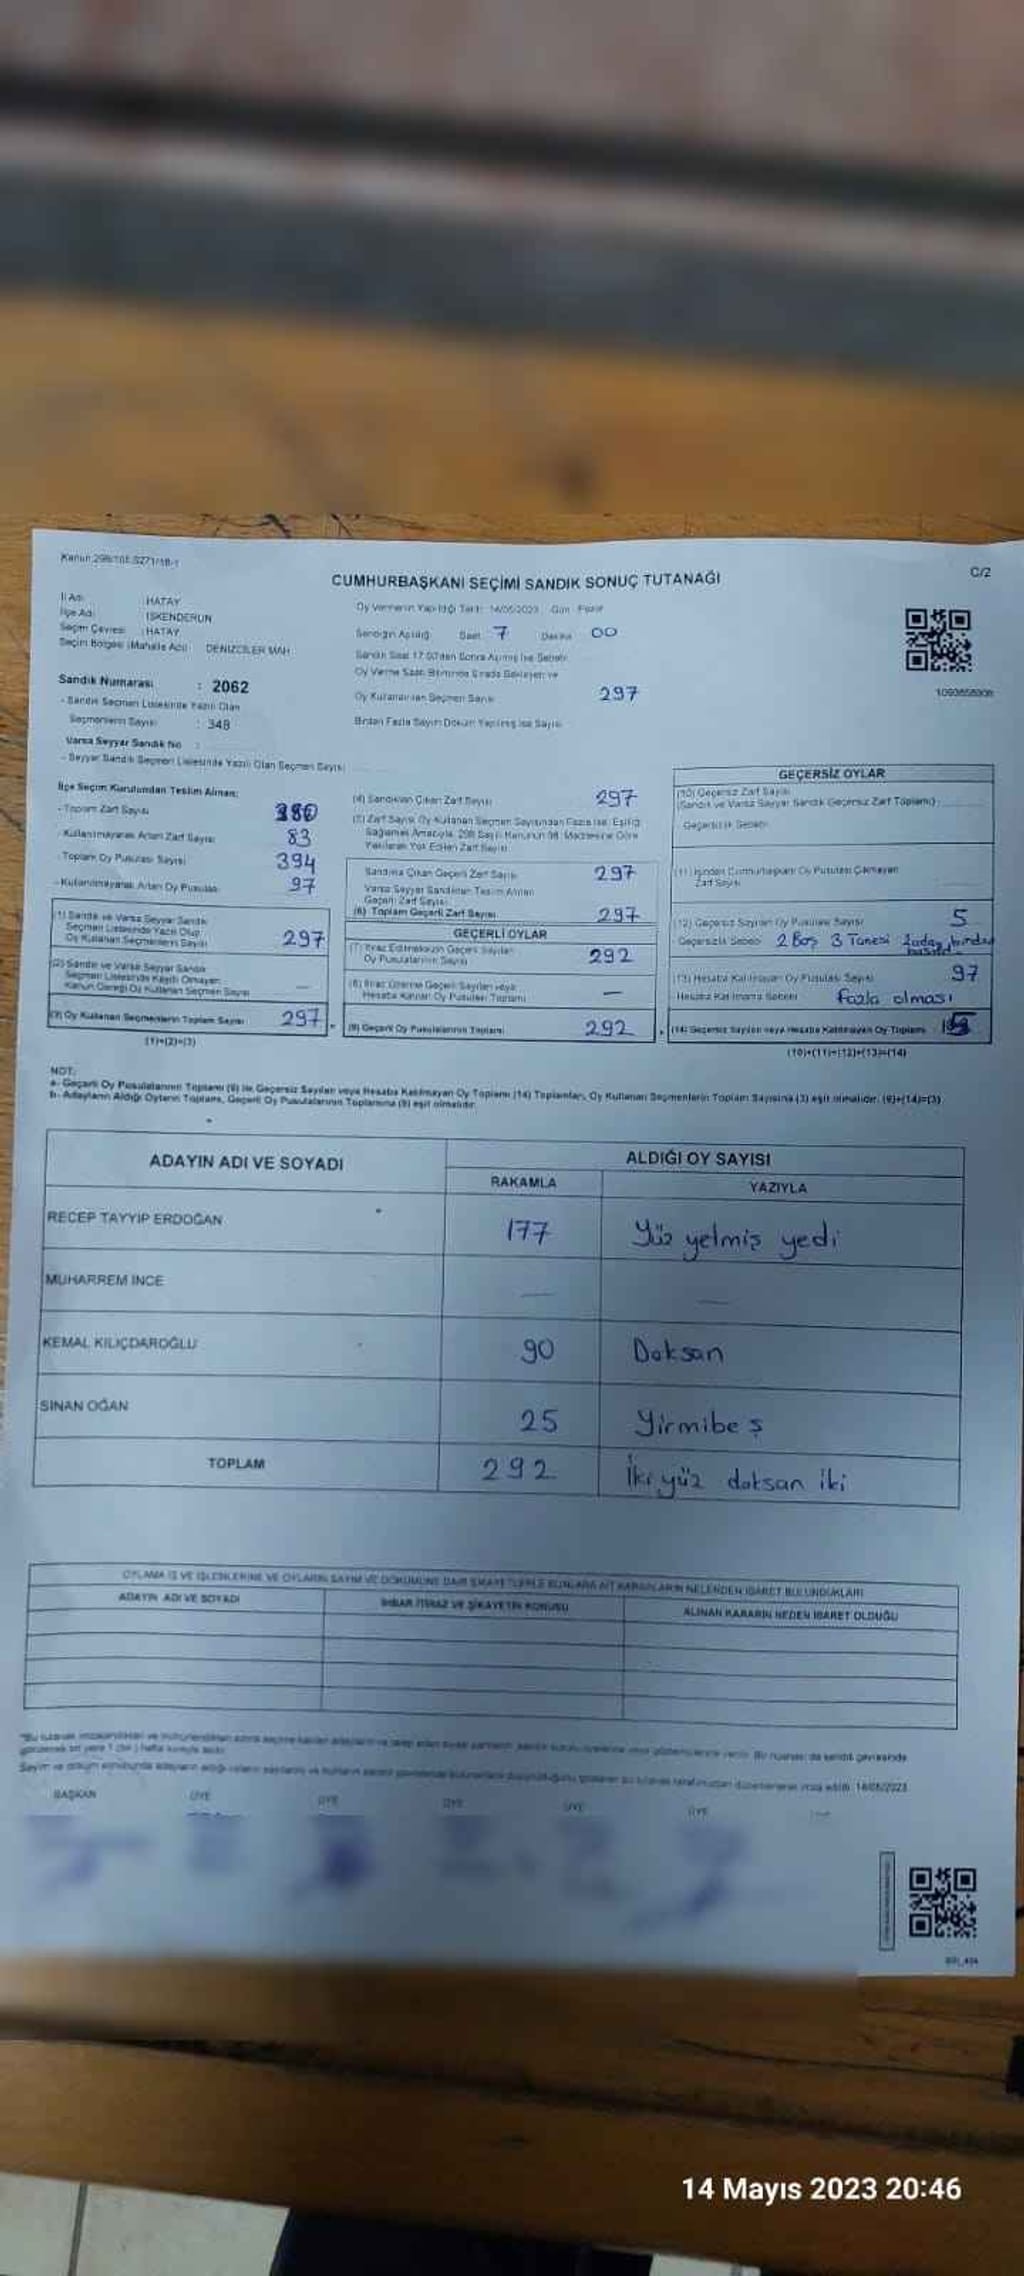 CUMHURBAŞKANI SEÇİMİ SANDIK SONUÇ TUTANAĞI
C/2
İl Adı : HATAY
İlçe Adı : İSKENDERUN
Seçim Çevresi : HATAY
Seçim Bölgesi (Mahalle Adı) DENİZCİLER MAH
Sandık Numarası : 2062
- Sandık Seçmen Listesinde Yazılı Olan
Seçmenlerin Sayısı : 348
Varsa Seyyar Sandık No :
- Seyyar Sandık Seçmen Listesinde Yazılı Olan Seçmen Sayısı
Oy Vermenin Yapıldığı Tarih: 14/05/2023 Gün: Pazar
Sandığın Açıldığı Saat 7 Dakika 00
Sandık Saat 17.00'den Sonra Açılmış İse Sebebi
Oy Verme Saati Bitiminde Sırada Bekleyen ve
Oy Kullandırılan Seçmen Sayısı 297
Birden Fazla Sayım Döküm Yapılmış ise Sayısı
İlçe Seçim Kurulundan Teslim Alınan:
- Toplam Zarf Sayısı 380
- Kullanılmayarak Artan Zarf Sayısı 83
- Toplam Oy Pusulası Sayısı 394
- Kullanılmayarak Artan Oy Pusulası 97
(1) Sandık ve Varsa Seyyar Sandık
Seçmen Listesinde Yazılı Olup
Oy Kullanan Seçmenlerin Sayısı 297
(2) Sandık ve Varsa Seyyar Sandık
Seçmen Listesinde Kayıtlı Olmayan
Kanun Gereği Oy Kullanan Seçmen Sayısı —
(3) Oy Kullanan Seçmenlerin Toplam Sayısı 297
(1)+(2)=(3)
(4) Sandıktan Çıkan Zarf Sayısı 297
(5) Zarf Sayısı Oy Kullanan Seçmen Sayısından Fazla İse, Eşitliği
Sağlamak Amacıyla, 298 Sayılı Kanunun 98. Maddesine Göre
Yakılarak Yok Edilen Zarf Sayısı
Sandıkta Çıkan Geçerli Zarf Sayısı 297
Varsa Seyyar Sandıktan Teslim Alınan
Geçerli Zarf Sayısı
(6) Toplam Geçerli Zarf Sayısı 297
GEÇERLİ OYLAR
(7) İtiraz Edilmeksizin Geçerli Sayılan
Oy Pusulalarının Sayısı 292
(8) İtiraz Üzerine Geçerli Sayılan veya
Hesaba Katılan Oy Pusulası Toplamı —
(9) Geçerli Oy Pusulalarının Toplamı 292
GEÇERSİZ OYLAR
(10) Geçersiz Zarf Sayısı
(Sandık ve Varsa Seyyar Sandık Geçersiz Zarf Toplamı)
Geçersizlik Sebebi
(11) İçinden Cumhurbaşkanı Oy Pusulası Çıkmayan
Zarf Sayısı
(12) Geçersiz Sayılan Oy Pusulası Sayısı 5
Geçersizlik Sebebi 2 Boş 3 Tanesi
(13) Hesaba Katılmayan Oy Pusulası Sayısı 97
Hesaba Katılmama Sebebi Fazla olması
(14) Geçersiz Sayılan veya Hesaba Katılmayan Oy Toplamı 5
(10)+(11)+(12)+(13)=(14)
NOT:
a- Geçerli Oy Pusulalarının Toplamı (9) ile Geçersiz Sayılan veya Hesaba Katılmayan Oy Toplamı (14) Toplamları, Oy Kullanan Seçmenlerin Toplam Sayısına (3) eşit olmalıdır. (9)+(14)=(3)
b- Adayların Aldığı Oyların Toplamı, Geçerli Oy Pusulalarının Toplamına (9) eşit olmalıdır.
ADAYIN ADI VE SOYADI
ALDIĞI OY SAYISI
RAKAMLA YAZIYLA
RECEP TAYYİP ERDOĞAN 177 Yüz yetmiş yedi
MUHARREM İNCE — —
KEMAL KILIÇDAROĞLU 90 Doksan
SİNAN OĞAN 25 Yirmibeş
TOPLAM 292 İki yüz doksan iki
OYLAMA İŞ VE İŞLEMLERİNE VE OYLARIN SAYIM VE DÖKÜMÜNE DAİR ŞİKAYETLERLE BUNLARA AİT KARARLARIN NELERDEN İBARET BULUNDUKLARI
ADAYIN ADI VE SOYADI
İHBAR İTİRAZ VE ŞİKAYETİN KONUSU
ALINAN KARARIN NEDEN İBARET OLDUĞU
BAŞKAN ÜYE ÜYE ÜYE ÜYE ÜYE
14 Mayıs 2023 20:46